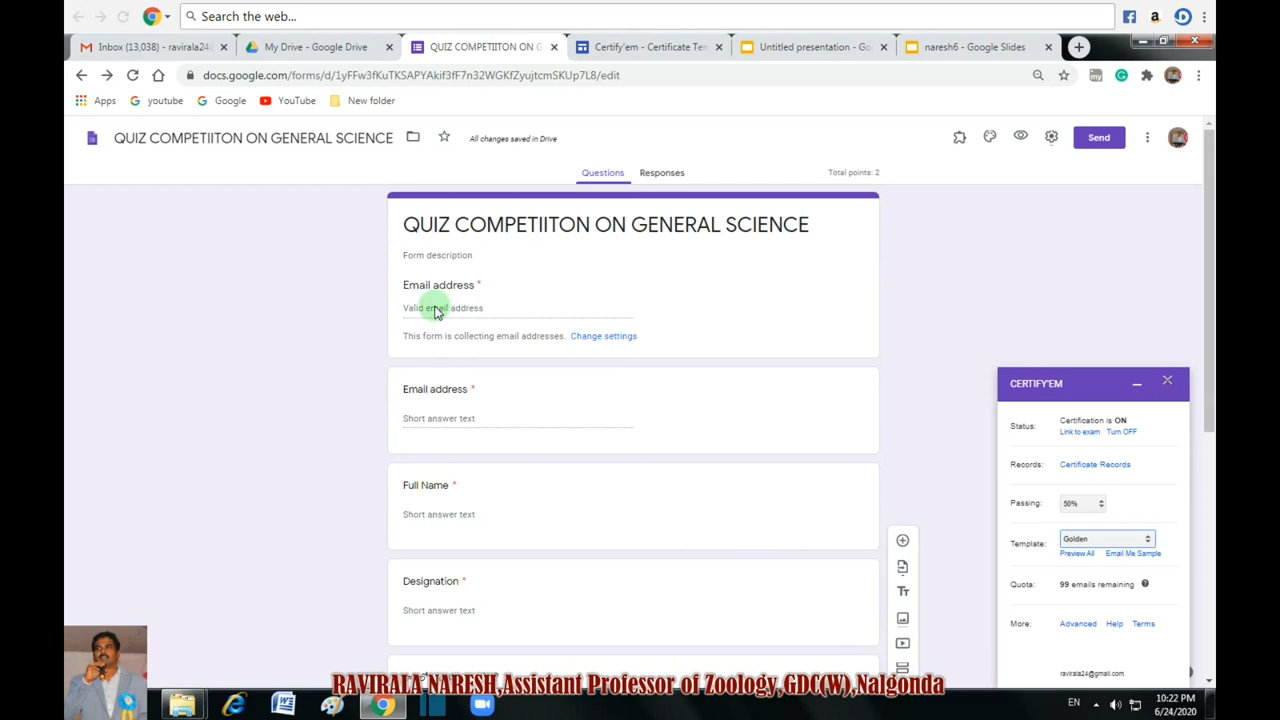 Search the web...
Inbox (13,038) - ravirala24
My Drive - Google Drive
QUIZ COMPETIITON ON G
Certify'em - Certificate Tem
Untitled presentation - Go
naresh6 - Google Slides
docs.google.com/forms/d/1yFFw3fKuTKSAPYAkif3fF7n32WGKfZyujtcmSKUp7L8/edit
Apps
youtube
Google
YouTube
New folder
QUIZ COMPETIITON ON GENERAL SCIENCE
All changes saved in Drive
Send
Questions
Responses
Total points: 2
QUIZ COMPETIITON ON GENERAL SCIENCE
Form description
Email address *
Valid email address
This form is collecting email addresses. Change settings
Email address *
Short answer text
Full Name *
Short answer text
Designation *
Short answer text
CERTIFY'EM
Status: Certification is ON
Link to exam Turn OFF
Records: Certificate Records
Passing: 50%
Template: Golden
Preview All Email Me Sample
Quota: 99 emails remaining
More: Advanced Help Terms
ravirala24@gmail.com
RAVIRALA NARESH,Assistant Professor of Zoology,GDC(W),Nalgonda
EN
10:22 PM
6/24/2020